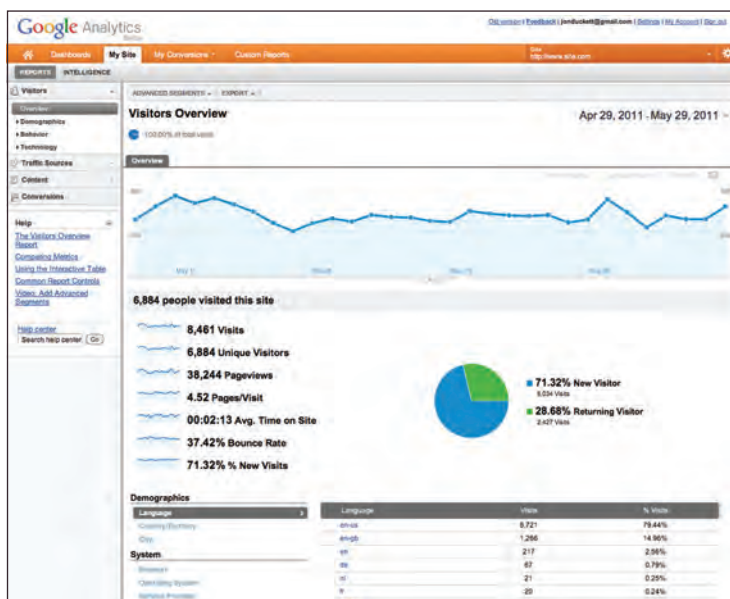 Google Analytics
Old version | Feedback | jonduckett@gmail.com | Settings | My Account | Sign out
Dashboards My Site My Conversions Custom Reports
http://www.site.com
REPORTS INTELLIGENCE
Visitors
Overview
Demographics
Behavior
Technology
Traffic Sources
Content
Conversions
Help
The Visitors Overview
Report
Comparing Metrics
Using the Interactive Table
Common Report Controls
Video: Add Advanced
Segments
Help center
Search help center Go
ADVANCED SEGMENTS EXPORT
Visitors Overview
Apr 29, 2011 - May 29, 2011
100.00% of total visits
Overview
6,884 people visited this site
8,461 Visits
6,884 Unique Visitors
38,244 Pageviews
4.52 Pages/Visit
00:02:13 Avg. Time on Site
37.42% Bounce Rate
71.32% % New Visits
71.32% New Visitor
6,034 Visits
28.68% Returning Visitor
2,427 Visits
Demographics
Language
Country/Territory
City
System
Browser
Operating System
Service Provider
Language Visits % Visits
en-us 6,721 79.44%
en-gb 1,266 14.96%
en 217 2.56%
de 67 0.79%
nl 21 0.25%
fr 20 0.24%